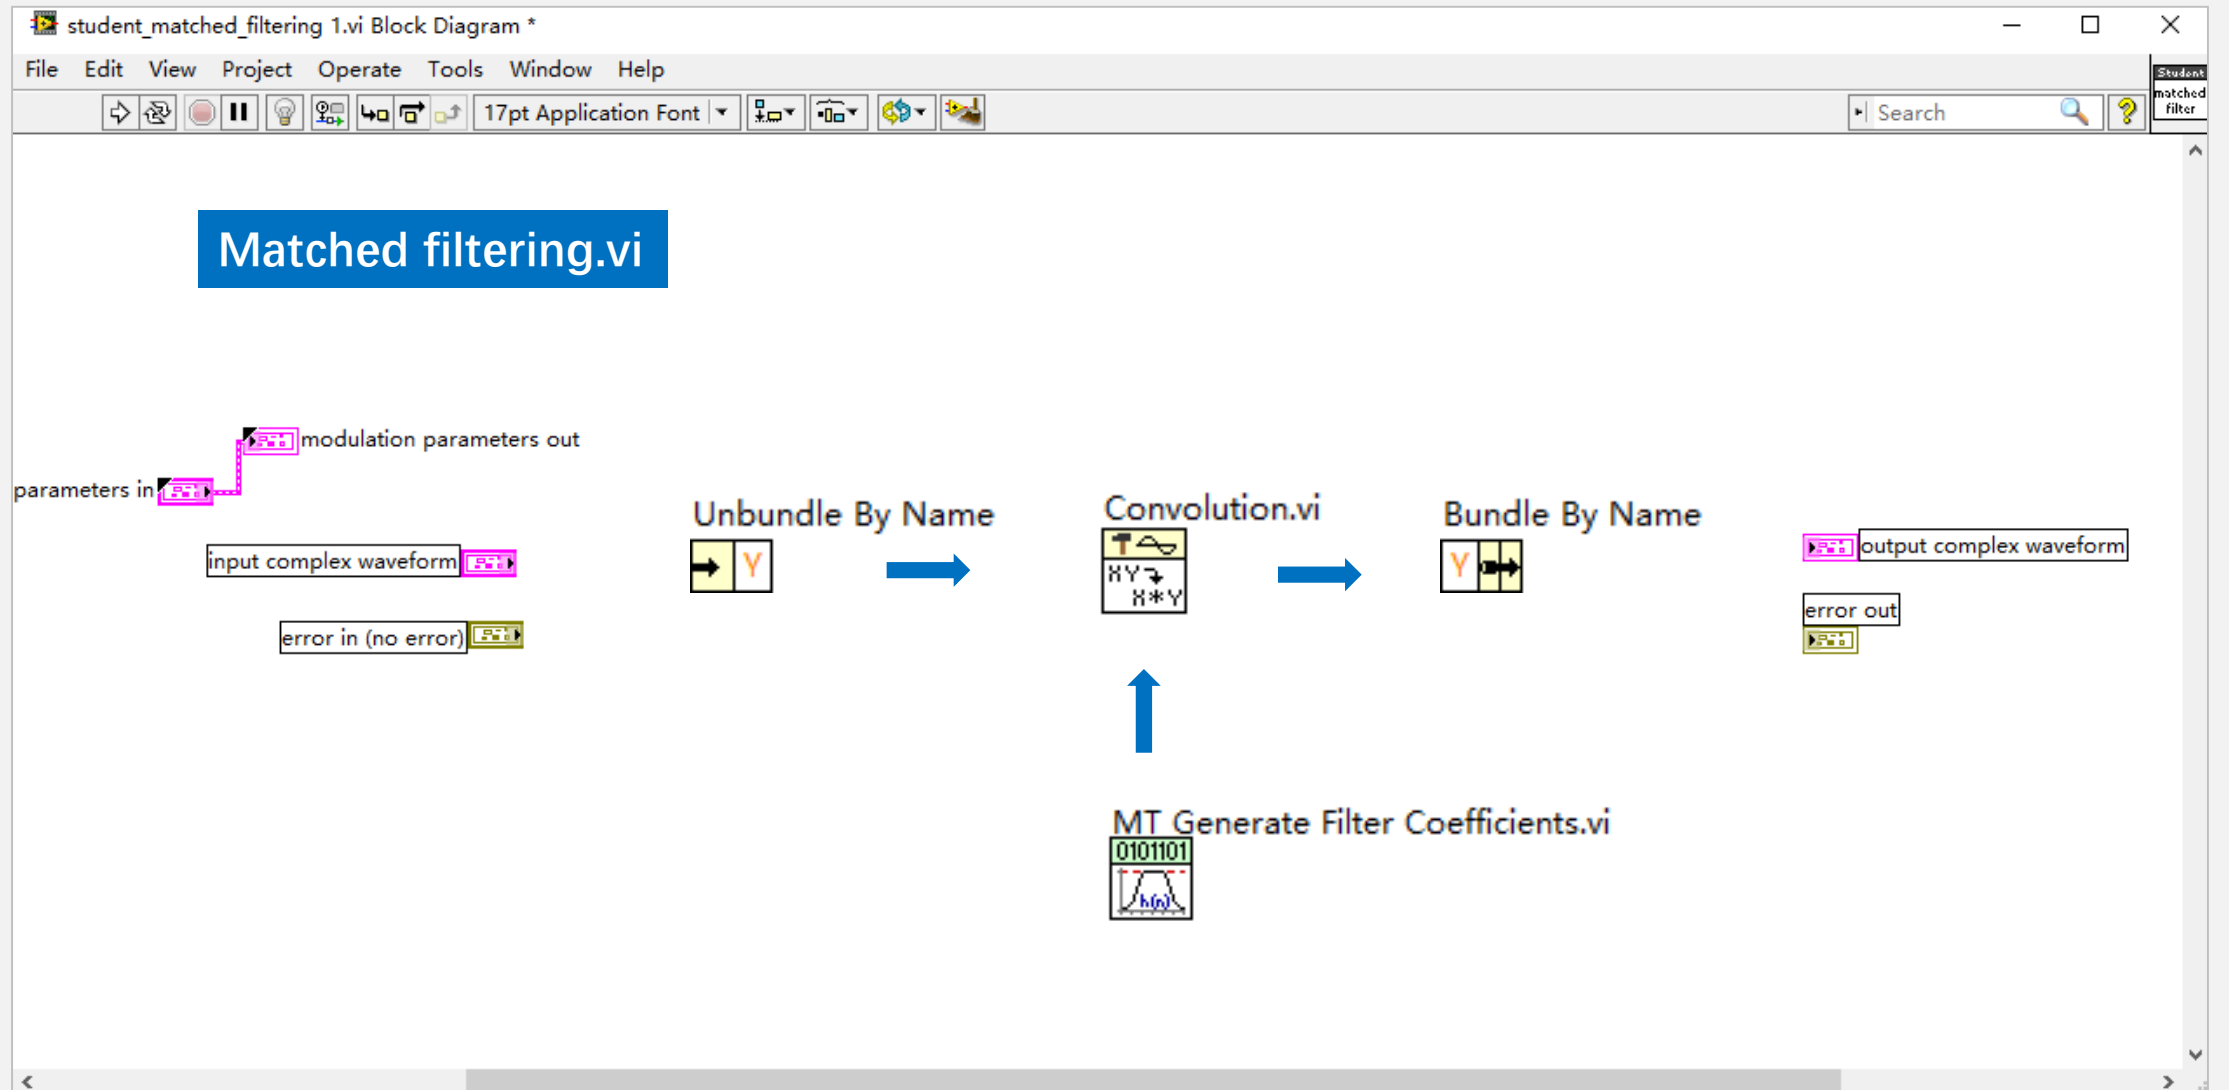 student_matched_filtering 1.vi Block Diagram *
File Edit View Project Operate Tools Window Help
17pt Application Font
Search
Student
matched
filter
Matched filtering.vi
modulation parameters out
parameters in
Unbundle By Name
Convolution.vi
Bundle By Name
input complex waveform
Y
XY
X*Y
Y
output complex waveform
error in (no error)
error out
MT Generate Filter Coefficients.vi
0101101
h(n)